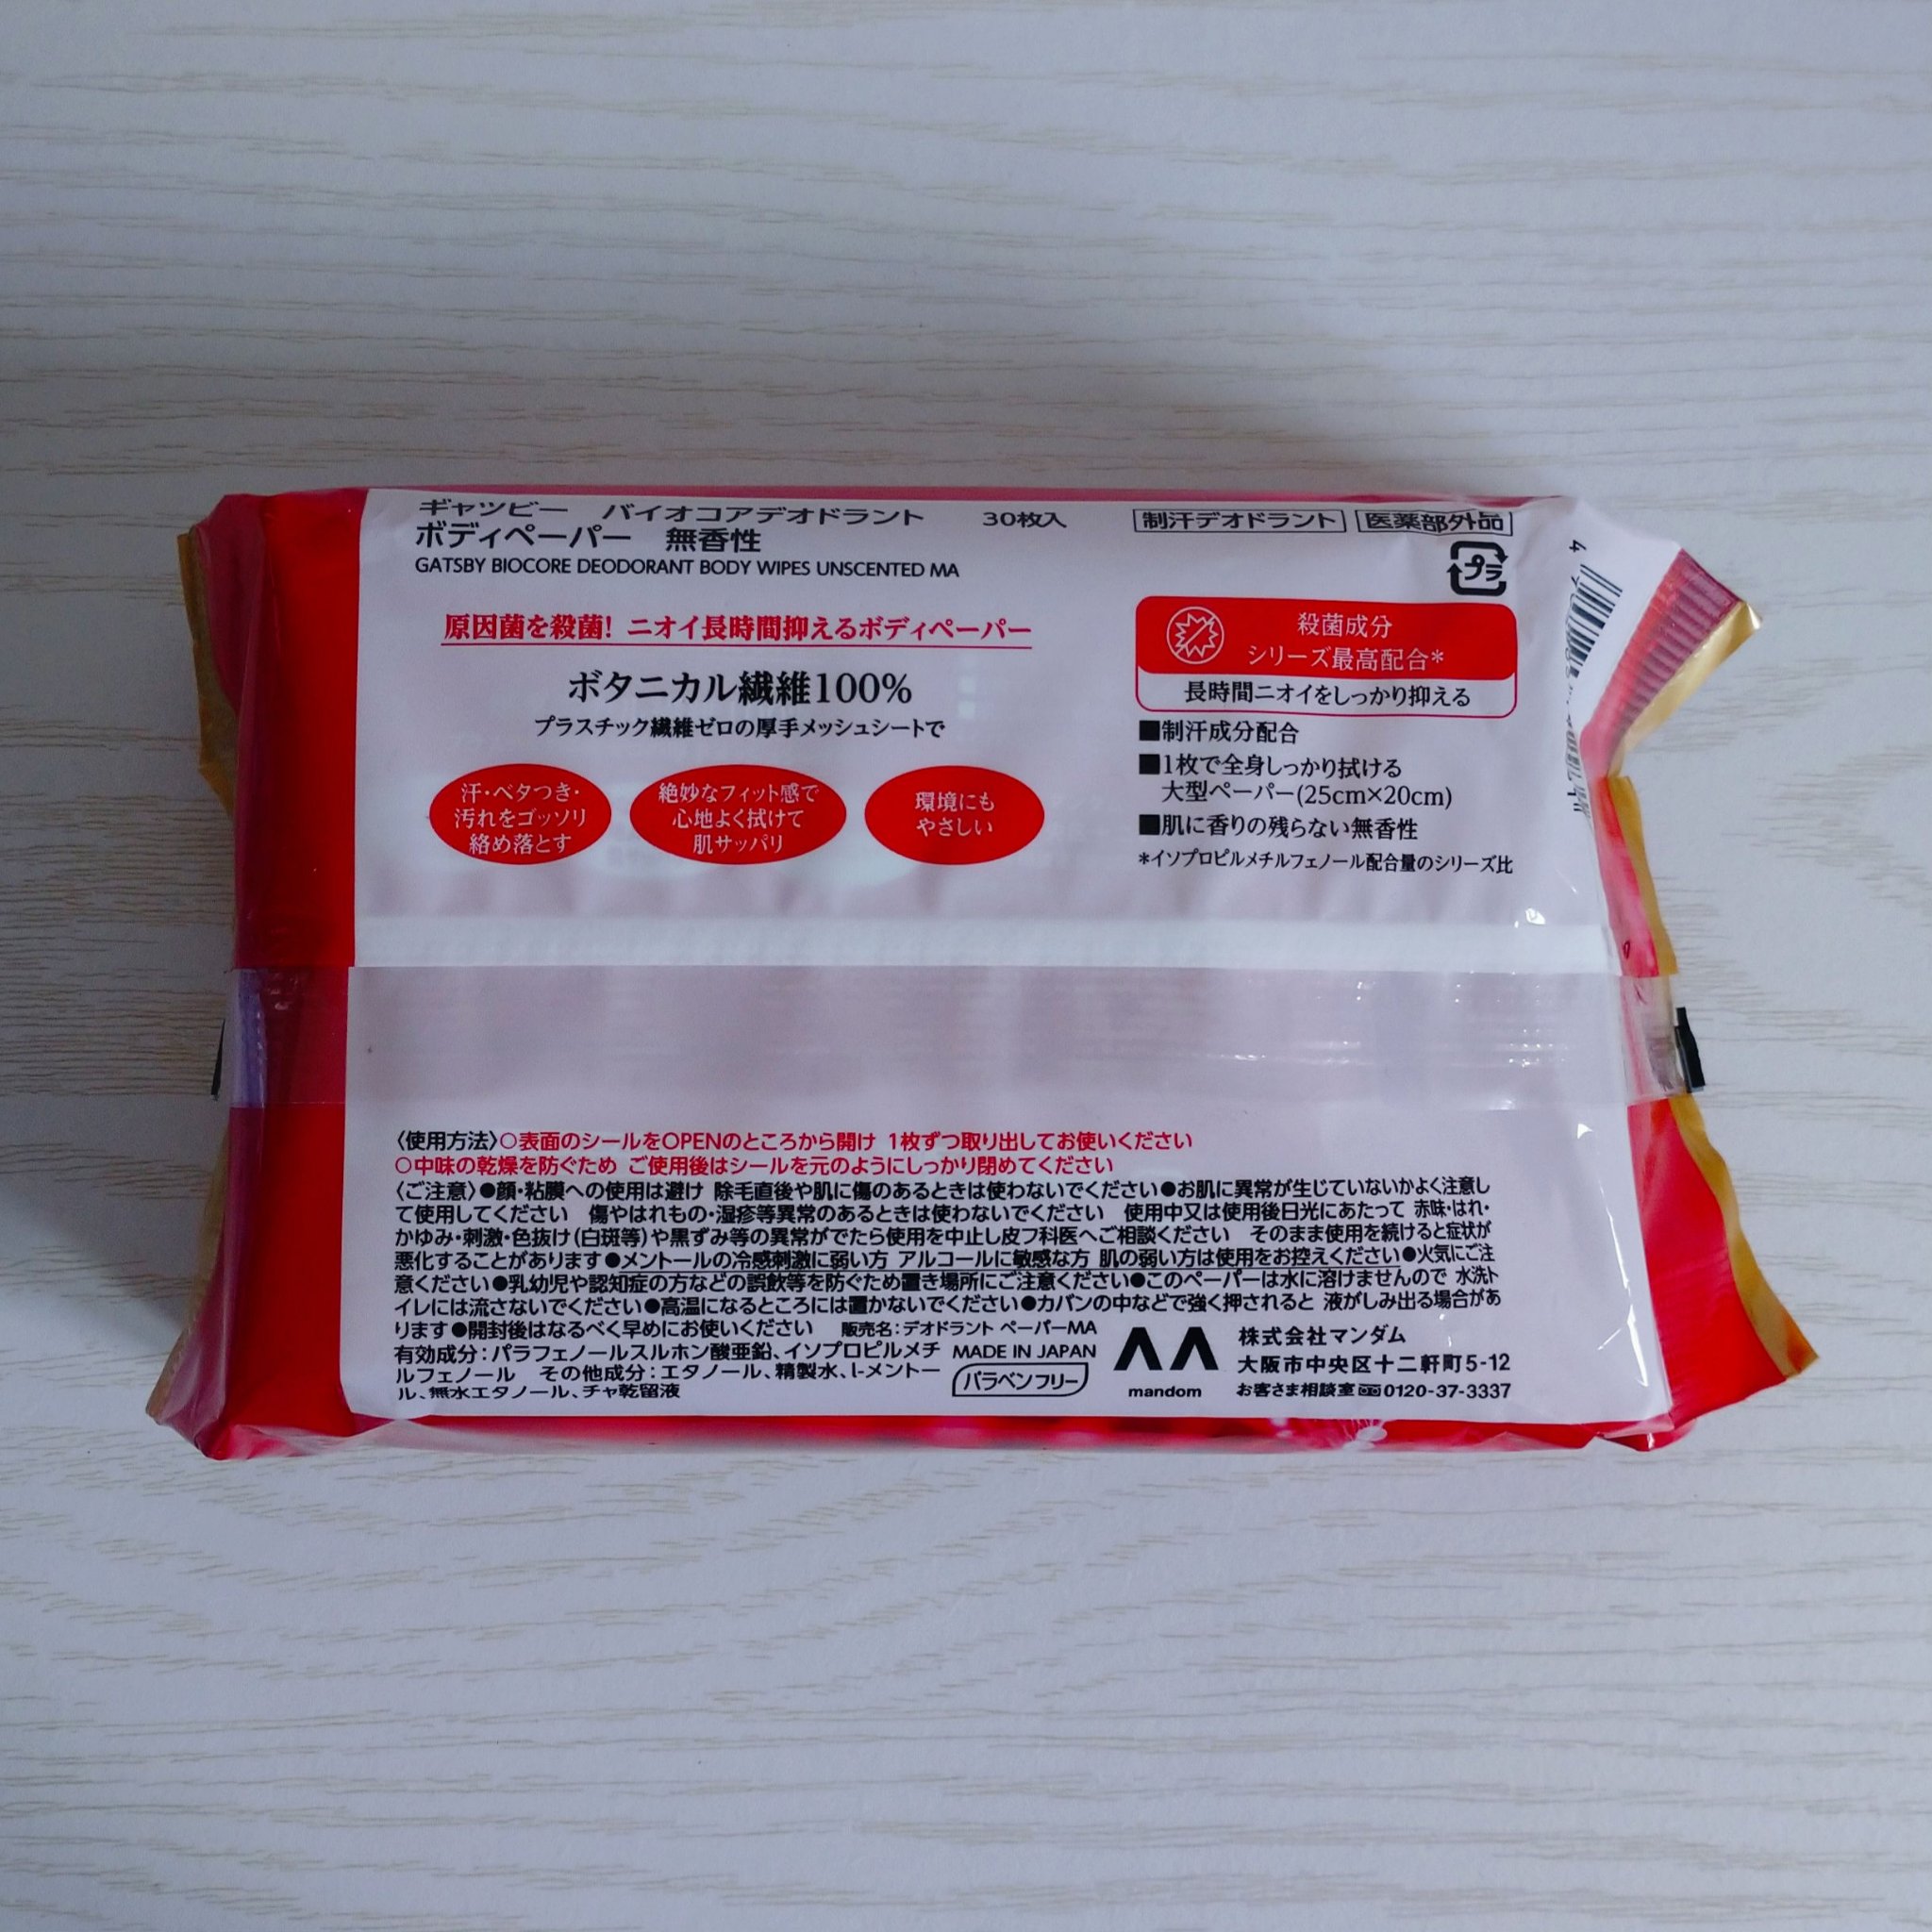 ギャツビー バイオコアデオドラント 30枚入
ボディペーパー 無香性
GATSBY BIOCORE DEODORANT BODY WIPES UNSCENTED MA
制汗デオドラント 医薬部外品
プラ
原因菌を殺菌! ニオイ長時間抑えるボディペーパー
ボタニカル繊維100%
プラスチック繊維ゼロの厚手メッシュシートで
汗・ベタつき・
汚れをゴッソリ
絡め落とす
絶妙なフィット感で
心地よく拭けて
肌サッパリ
環境にも
やさしい
殺菌成分
シリーズ最高配合*
長時間ニオイをしっかり抑える
■制汗成分配合
■1枚で全身しっかり拭ける
大型ペーパー(25cm×20cm)
■肌に香りの残らない無香性
*イソプロピルメチルフェノール配合量のシリーズ比
〈使用方法〉○表面のシールをOPENのところから開け 1枚ずつ取り出してお使いください
○中味の乾燥を防ぐため ご使用後はシールを元のようにしっかり閉めてください
〈ご注意〉●顔・粘膜への使用は避け 除毛直後や肌に傷のあるときは使わないでください●お肌に異常が生じていないかよく注意し
て使用してください 傷やはれもの・湿疹等異常のあるときは使わないでください 使用中又は使用後日光にあたって 赤味・はれ・
かゆみ・刺激・色抜け(白斑等)や黒ずみ等の異常がでたら使用を中止し皮フ科医へご相談ください そのまま使用を続けると症状が
悪化することがあります●メントールの冷感刺激に弱い方 アルコールに敏感な方 肌の弱い方は使用をお控えください●火気にご注
意ください●乳幼児や認知症の方などの誤飲等を防ぐため置き場所にご注意ください●このペーパーは水に溶けませんので 水洗ト
イレには流さないでください●高温になるところには置かないでください●カバンの中などで強く押されると 液がしみ出る場合があ
ります●開封後はなるべく早めにお使いください 販売名:デオドラント ペーパーMA
有効成分:パラフェノールスルホン酸亜鉛、イソプロピルメチ
ルフェノール その他成分:エタノール、精製水、l-メントー
ル、無水エタノール、チャ乾留液
MADE IN JAPAN
パラベンフリー
mandom
株式会社マンダム
大阪市中央区十二軒町5-12
お客さま相談室 0120-37-3337